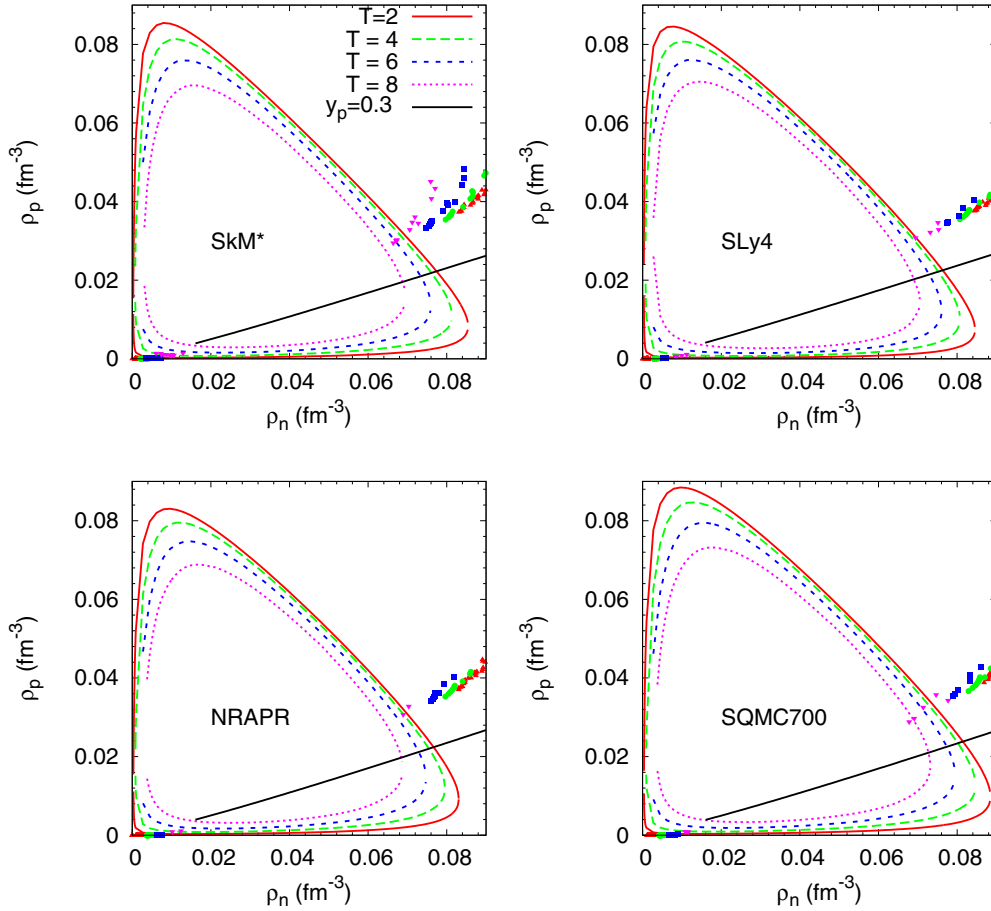 T=2
T = 4
T = 6
T = 8
y_p=0.3
ρ_p (fm⁻³)
0.08
0.06
0.04
0.02
0
SkM*
0 0.02 0.04 0.06 0.08
ρ_n (fm⁻³)
ρ_p (fm⁻³)
0.08
0.06
0.04
0.02
0
SLy4
0 0.02 0.04 0.06 0.08
ρ_n (fm⁻³)
ρ_p (fm⁻³)
0.08
0.06
0.04
0.02
0
NRAPR
0 0.02 0.04 0.06 0.08
ρ_n (fm⁻³)
ρ_p (fm⁻³)
0.08
0.06
0.04
0.02
0
SQMC700
0 0.02 0.04 0.06 0.08
ρ_n (fm⁻³)